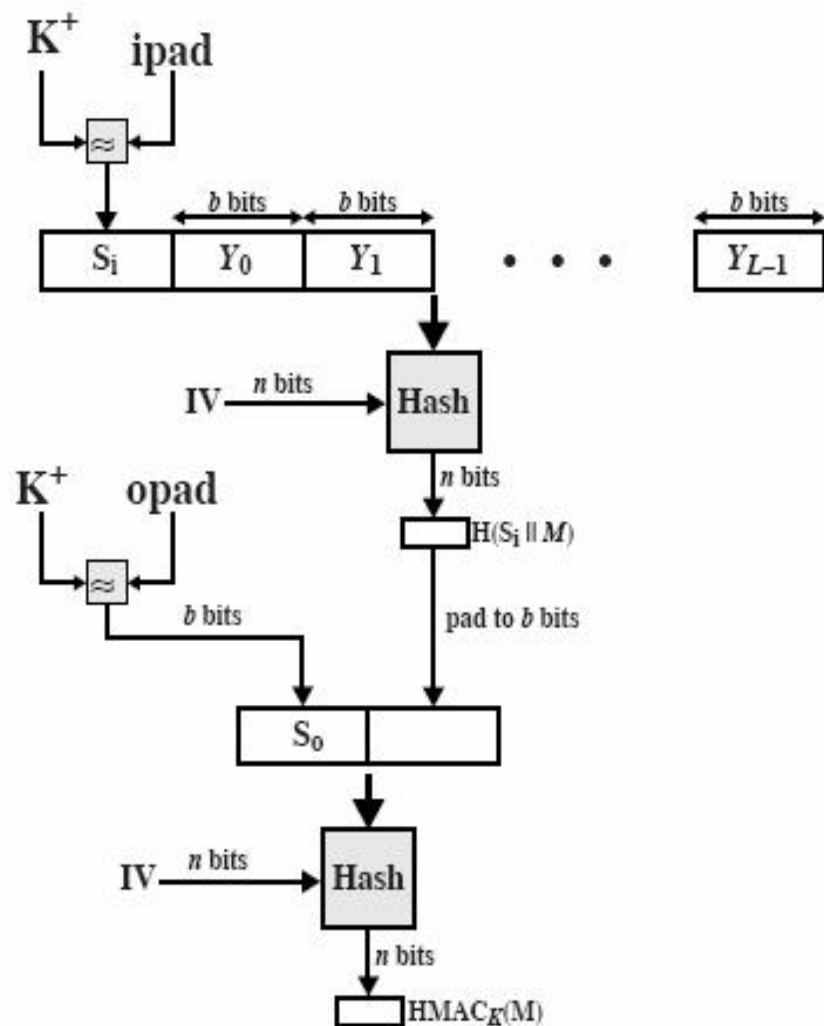 K+ ipad
≈
b bits b bits b bits
Si Y0 Y1 • • • YL–1
IV n bits Hash
n bits
K+ opad
H(Si || M)
≈
b bits pad to b bits
So
IV n bits Hash
n bits
HMACK(M)